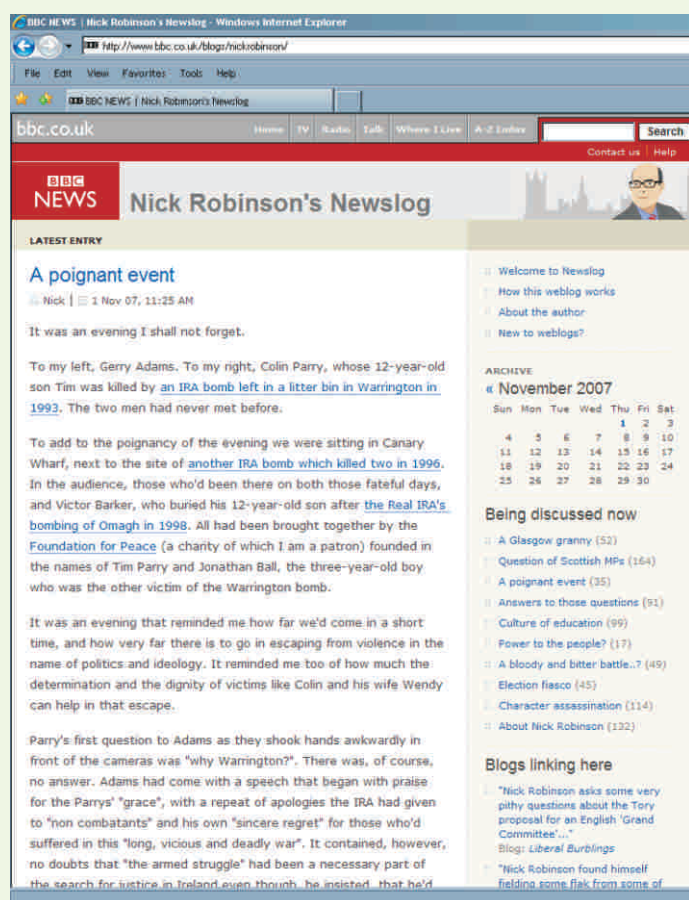 BBC NEWS | Nick Robinson's Newslog - Windows Internet Explorer
http://www.bbc.co.uk/blogs/nickrobinson/
File Edit View Favorites Tools Help
BBC NEWS | Nick Robinson's Newslog
bbc.co.uk
Home TV Radio Talk Where I Live A-Z Index Search
Contact us | Help
BBC
NEWS
Nick Robinson's Newslog
LATEST ENTRY
A poignant event
Nick | 1 Nov 07, 11:25 AM
It was an evening I shall not forget.
To my left, Gerry Adams. To my right, Colin Parry, whose 12-year-old
son Tim was killed by an IRA bomb left in a litter bin in Warrington in
1993. The two men had never met before.
To add to the poignancy of the evening we were sitting in Canary
Wharf, next to the site of another IRA bomb which killed two in 1996.
In the audience, those who'd been there on both those fateful days,
and Victor Barker, who buried his 12-year-old son after the Real IRA's
bombing of Omagh in 1998. All had been brought together by the
Foundation for Peace (a charity of which I am a patron) founded in
the names of Tim Parry and Jonathan Ball, the three-year-old boy
who was the other victim of the Warrington bomb.
It was an evening that reminded me how far we'd come in a short
time, and how very far there is to go in escaping from violence in the
name of politics and ideology. It reminded me too of how much the
determination and the dignity of victims like Colin and his wife Wendy
can help in that escape.
Parry's first question to Adams as they shook hands awkwardly in
front of the cameras was "why Warrington?". There was, of course,
no answer. Adams had come with a speech that began with praise
for the Parrys' "grace", with a repeat of apologies the IRA had given
to "non combatants" and his own "sincere regret" for those who'd
suffered in this "long, vicious and deadly war". It contained, however,
no doubts that "the armed struggle" had been a necessary part of
the search for justice in Ireland even though, he insisted, that he'd
Welcome to Newslog
How this weblog works
About the author
New to weblogs?
ARCHIVE
« November 2007
Sun Mon Tue Wed Thu Fri Sat
1 2 3
4 5 6 7 8 9 10
11 12 13 14 15 16 17
18 19 20 21 22 23 24
25 26 27 28 29 30
Being discussed now
A Glasgow granny (52)
Question of Scottish MPs (164)
A poignant event (35)
Answers to those questions (91)
Culture of education (99)
Power to the people? (17)
A bloody and bitter battle..? (49)
Election fiasco (45)
Character assassination (114)
About Nick Robinson (132)
Blogs linking here
"Nick Robinson asks some very
pithy questions about the Tory
proposal for an English 'Grand
Committee'..."
Blog: Liberal Burblings
"Nick Robinson found himself
fielding some flak from some of